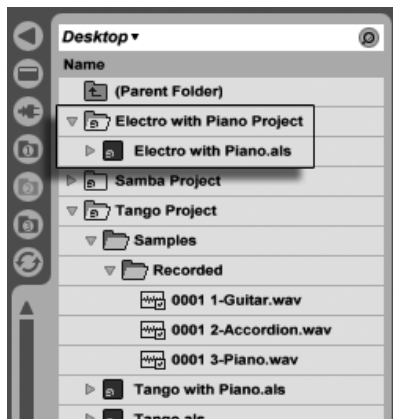 Desktop
Name
(Parent Folder)
Electro with Piano Project
Electro with Piano.als
Samba Project
Tango Project
Samples
Recorded
0001 1-Guitar.wav
0001 2-Accordion.wav
0001 3-Piano.wav
Tango with Piano.als
Tango.als